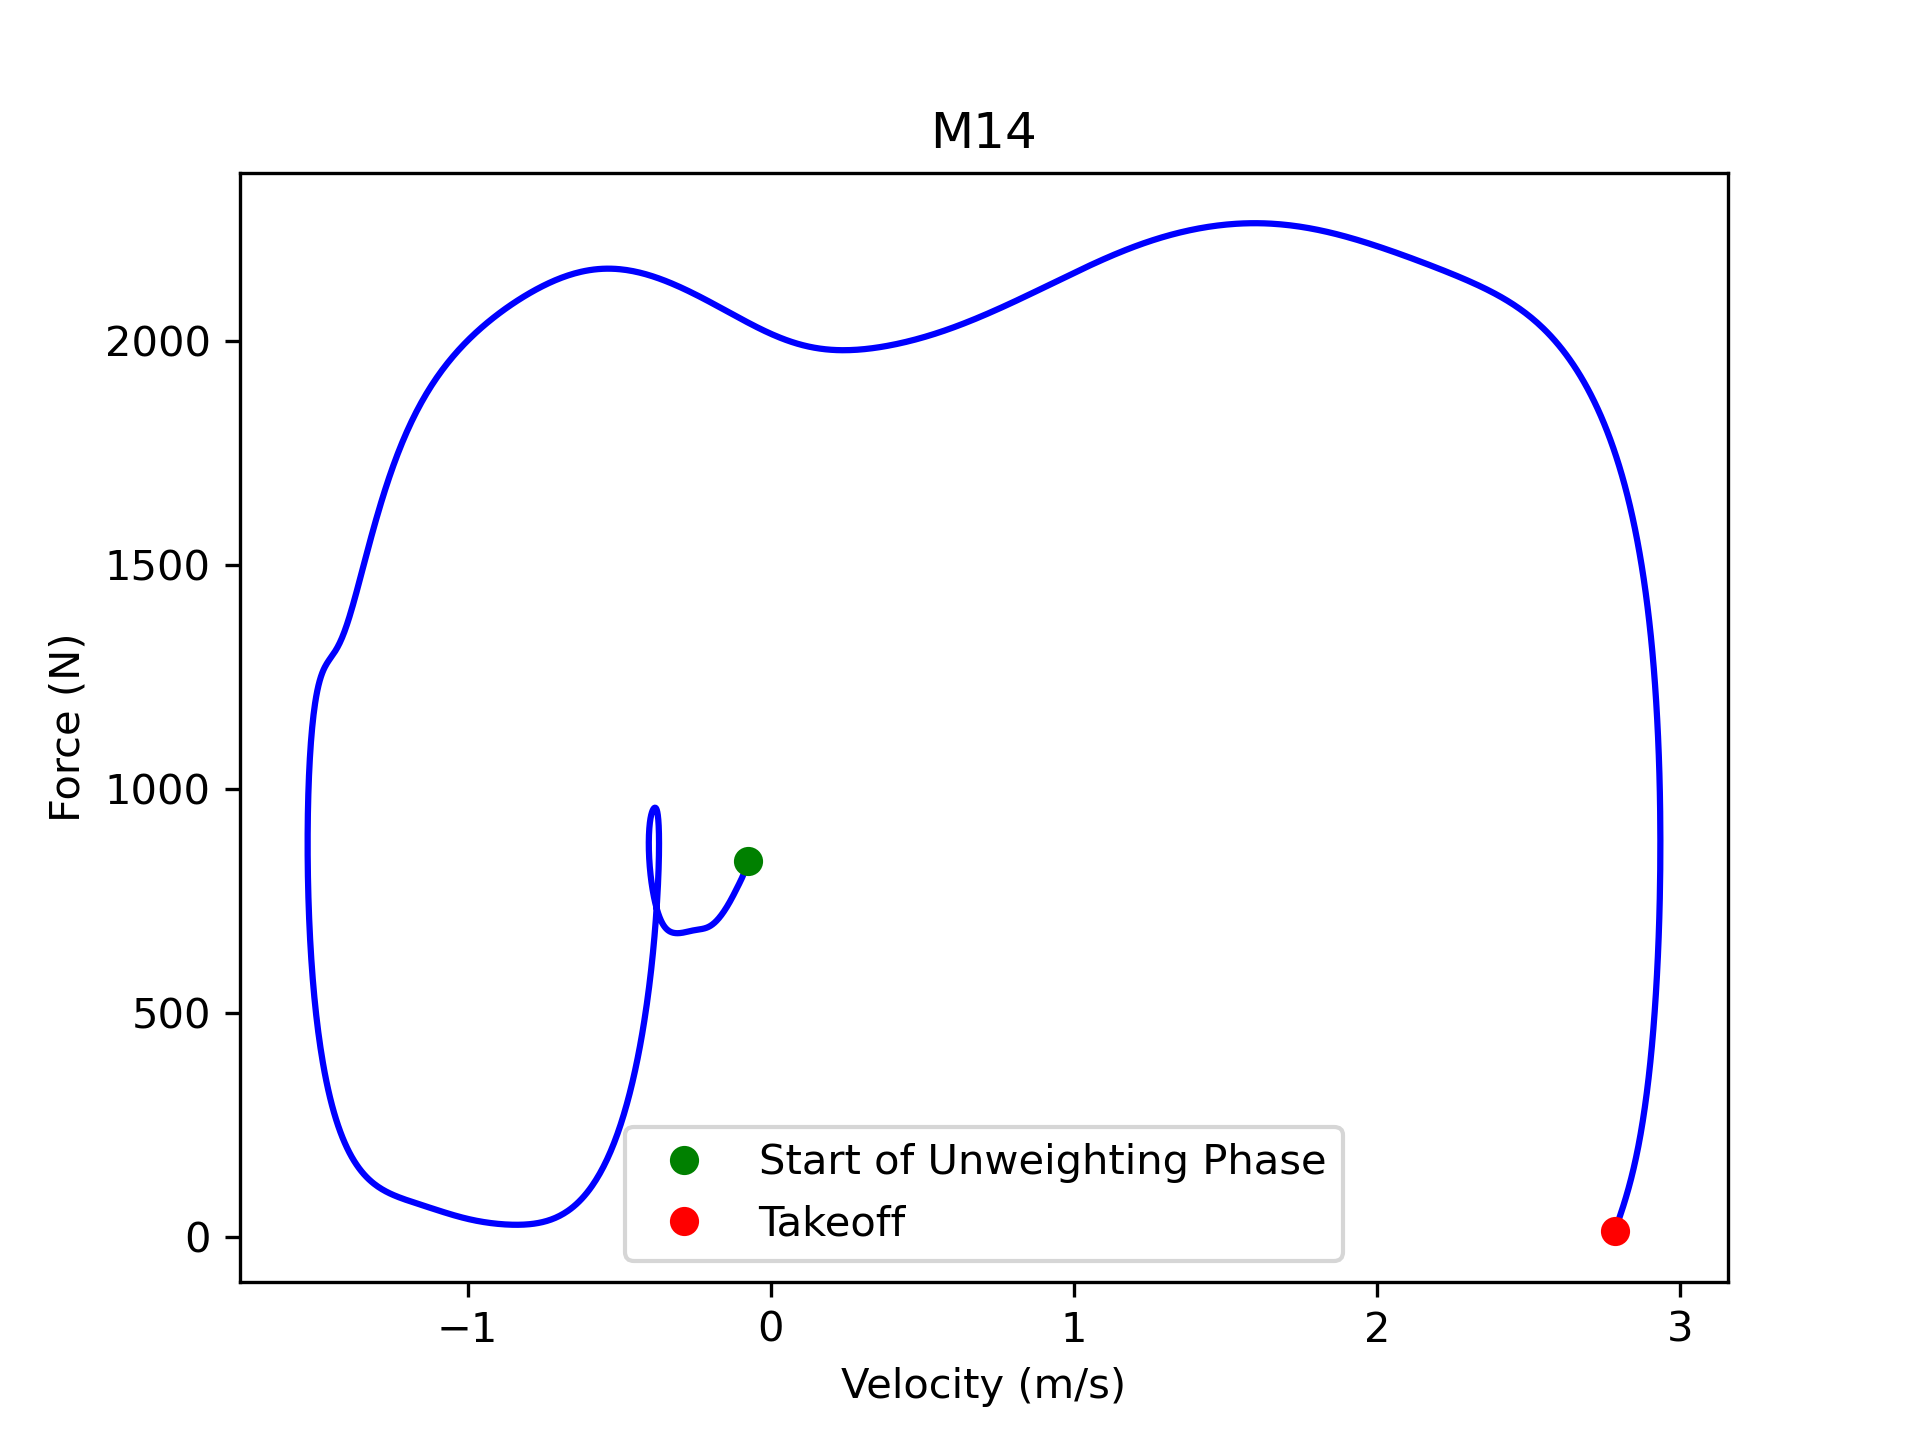 M14
Force (N)
2000
1500
1000
500
0
−1
0
1
2
3
Velocity (m/s)
Start of Unweighting Phase
Takeoff